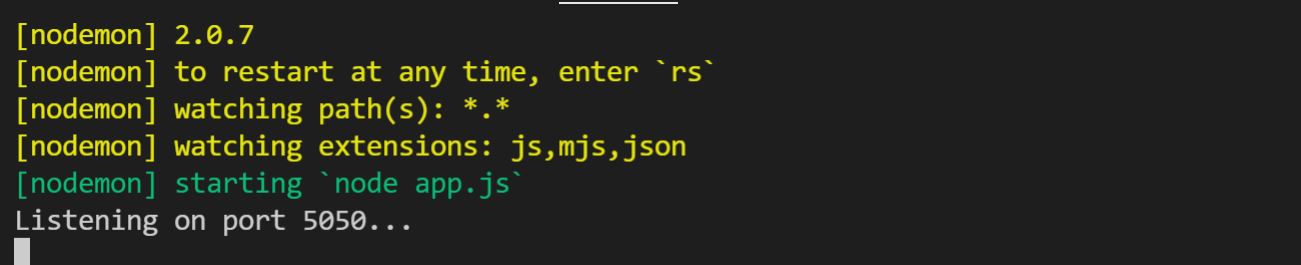 [nodemon] 2.0.7
[nodemon] to restart at any time, enter `rs`
[nodemon] watching path(s): *.*
[nodemon] watching extensions: js,mjs,json
[nodemon] starting `node app.js`
Listening on port 5050...